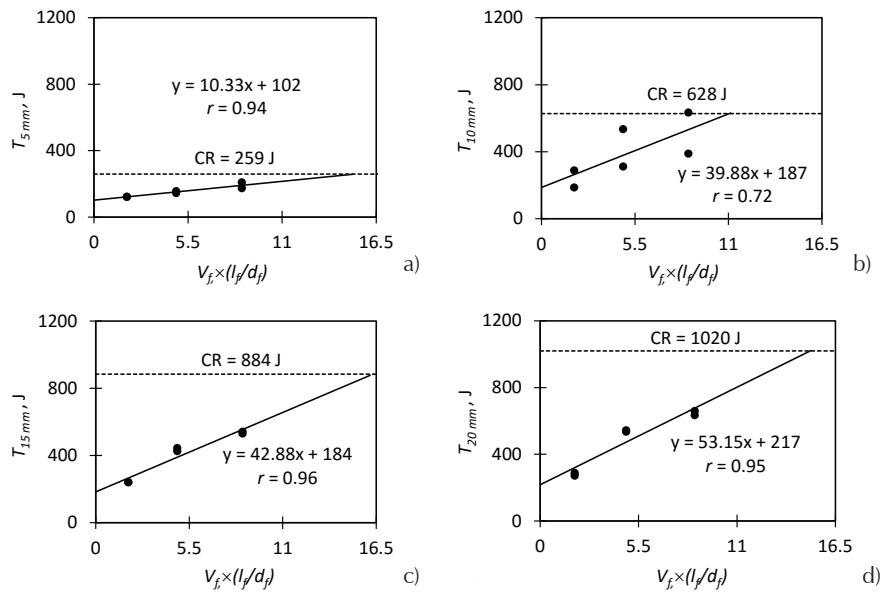 1200
800
400
0
T5 mm, J
y = 10.33x + 102
r = 0.94
CR = 259 J
0 5.5 11 16.5
Vf,×(lf/df)
a)
1200
800
400
0
T10 mm, J
CR = 628 J
y = 39.88x + 187
r = 0.72
0 5.5 11 16.5
Vf,×(lf/df)
b)
1200
800
400
0
T15 mm, J
CR = 884 J
y = 42.88x + 184
r = 0.96
0 5.5 11 16.5
Vf,×(lf/df)
c)
1200
800
400
0
T20 mm, J
CR = 1020 J
y = 53.15x + 217
r = 0.95
0 5.5 11 16.5
Vf,×(lf/df)
d)